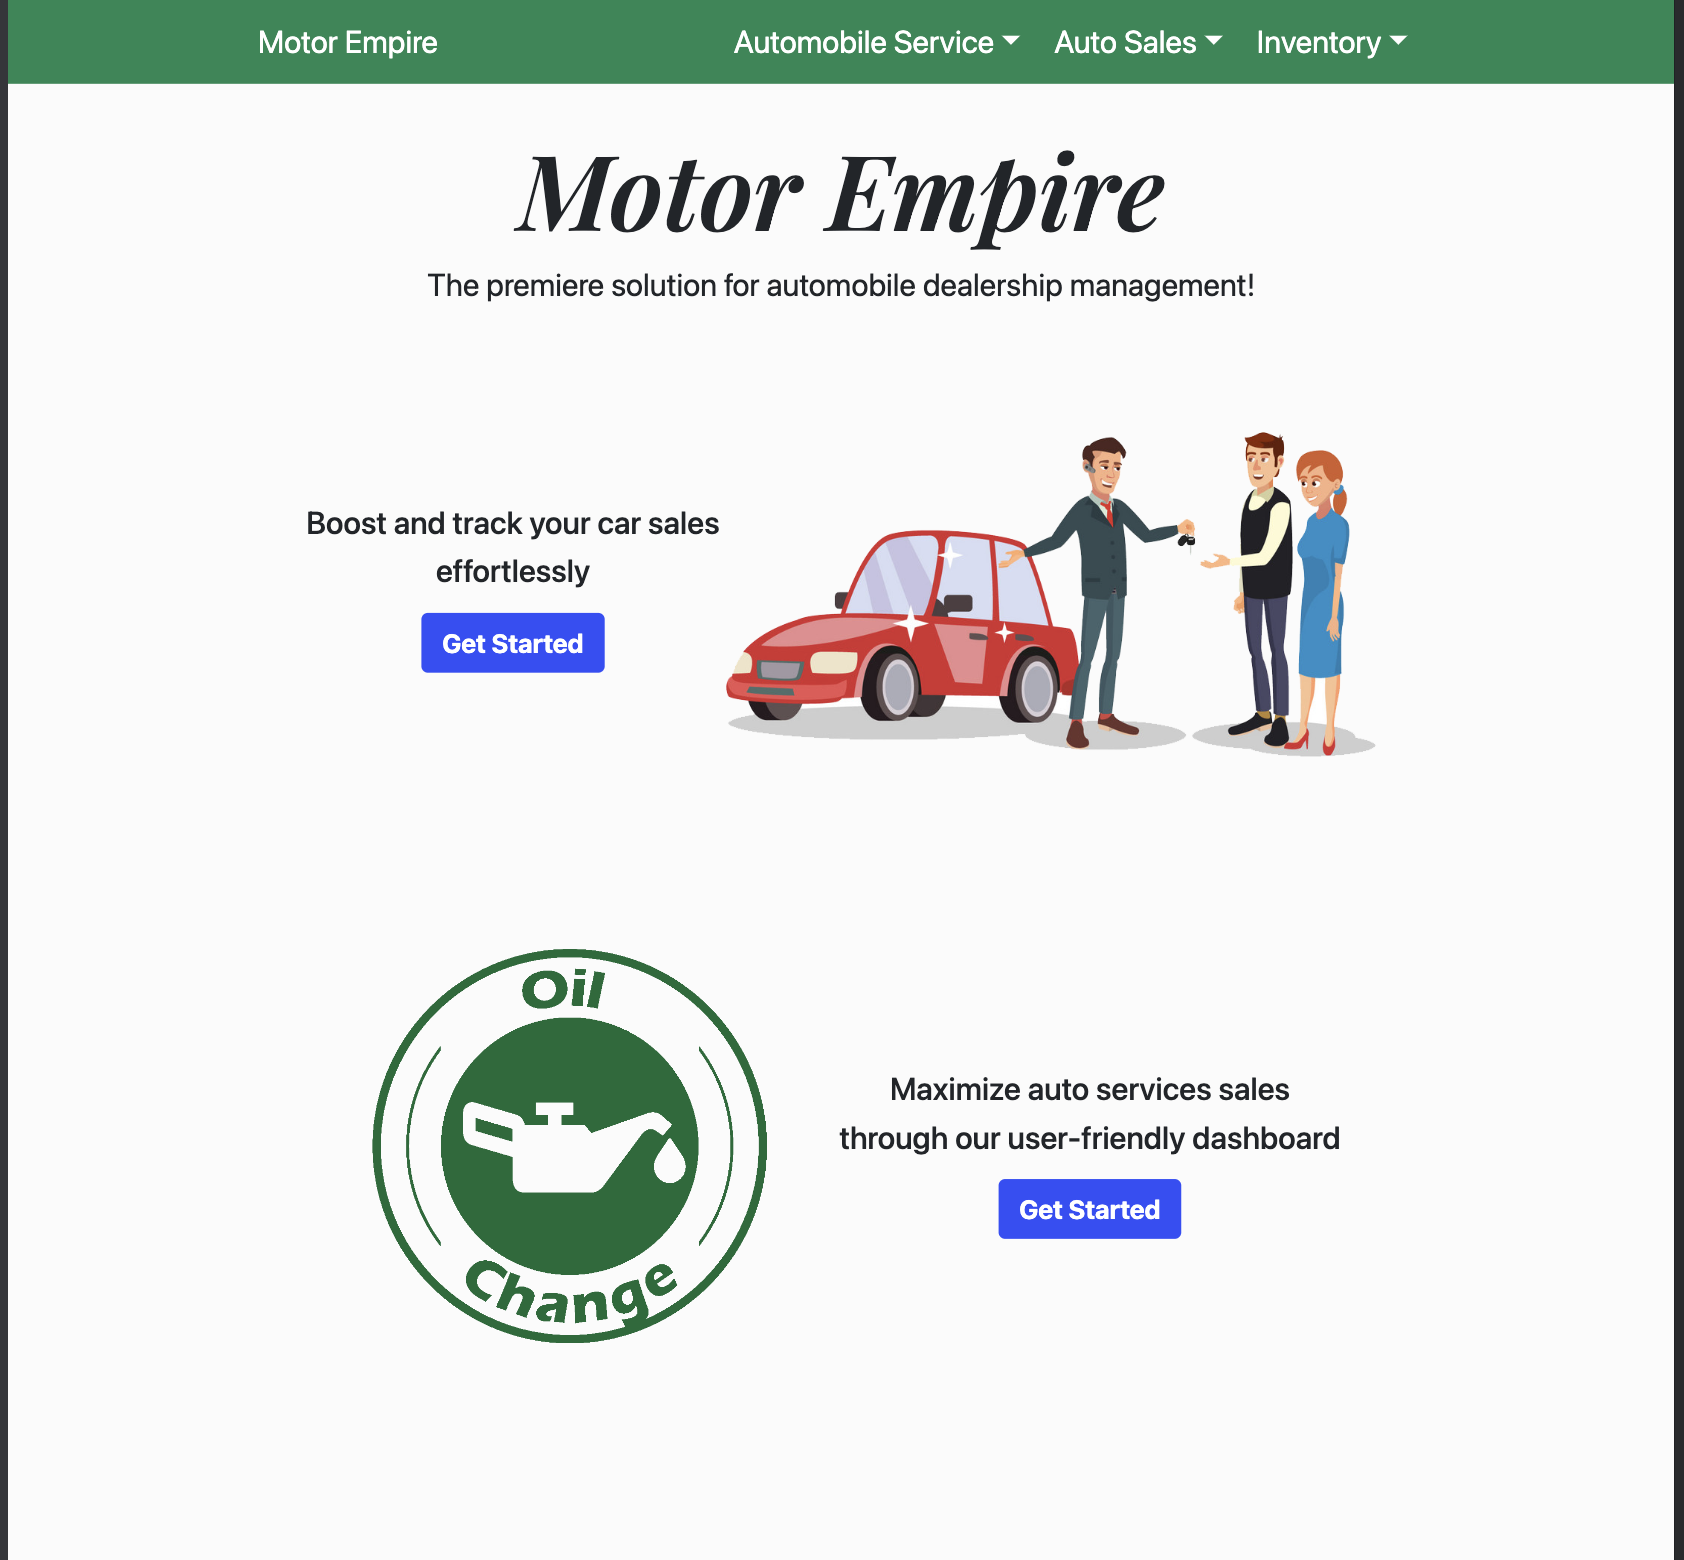 Motor Empire
Automobile Service
Auto Sales
Inventory
Motor Empire
The premiere solution for automobile dealership management!
Boost and track your car sales
effortlessly
Get Started
Oil
Change
Maximize auto services sales
through our user-friendly dashboard
Get Started